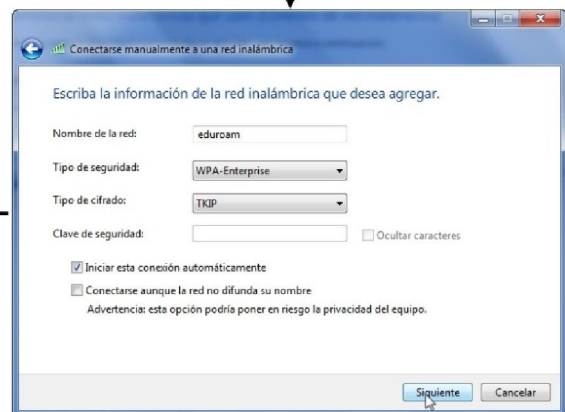 Conectarse manualmente a una red inalámbrica
Escriba la información de la red inalámbrica que desea agregar.
Nombre de la red: eduroam
Tipo de seguridad: WPA-Enterprise
Tipo de cifrado: TKIP
Clave de seguridad: Ocultar caracteres
Iniciar esta conexión automáticamente
Conectarse aunque la red no difunda su nombre
Advertencia: esta opción podría poner en riesgo la privacidad del equipo.
Siguiente Cancelar